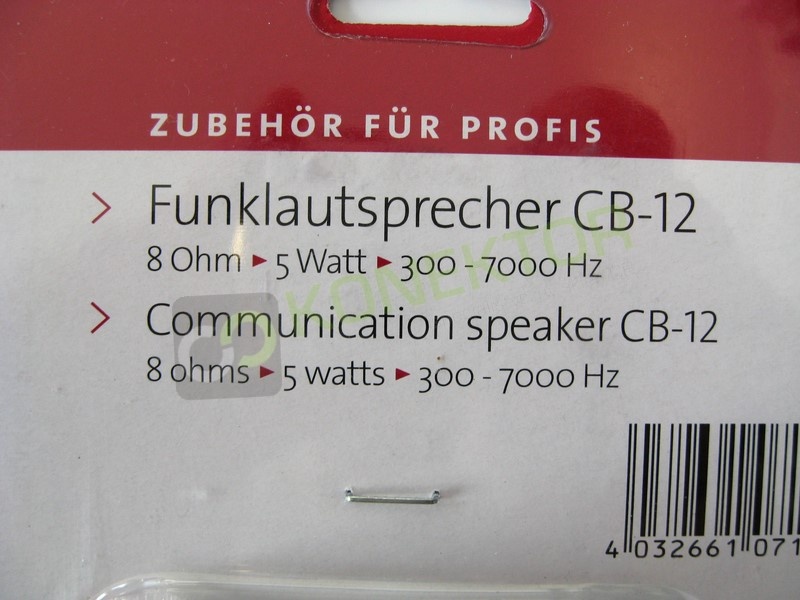 ZUBEHÖR FÜR PROFIS
> Funklautsprecher CB-12
8 Ohm ▸ 5 Watt ▸ 300 - 7000 Hz
KONEKTOR
> Communication speaker CB-12
8 ohms ▸ 5 watts ▸ 300 - 7000 Hz
4 032661 071